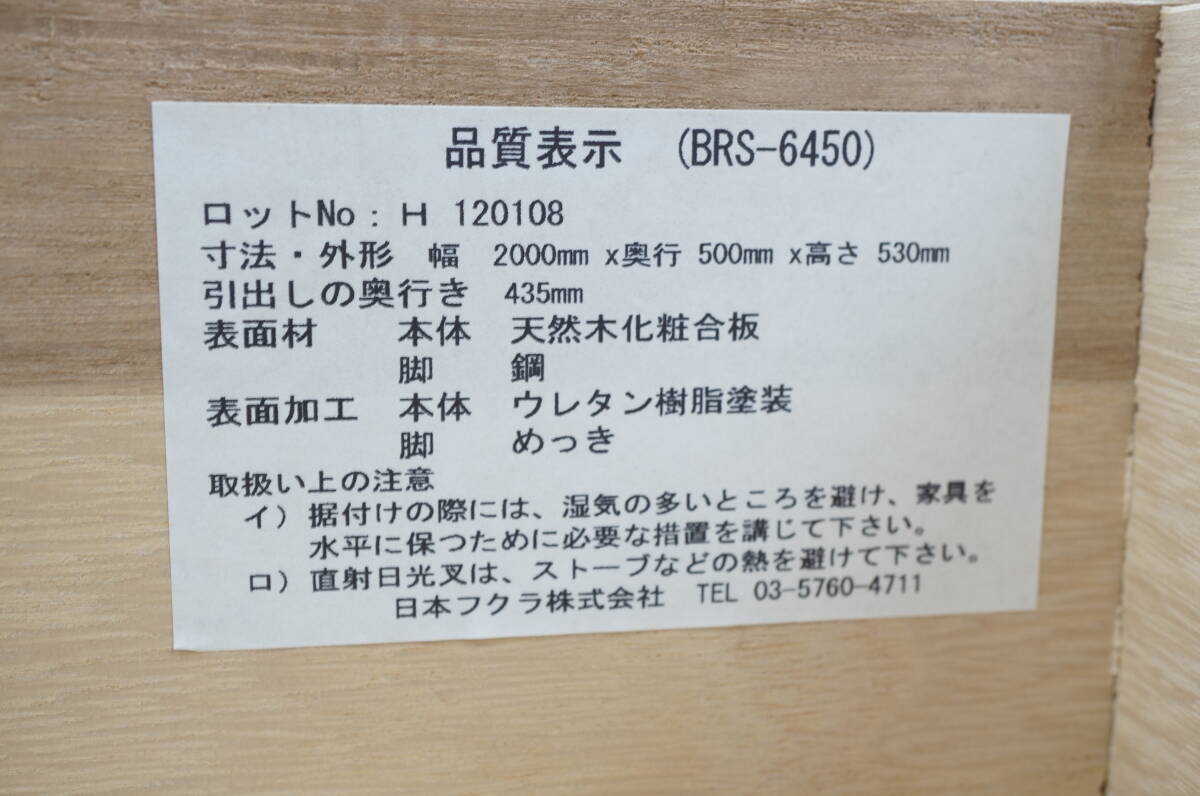 品質表示 (BRS-6450)
ロットNo : H 120108
寸法・外形 幅 2000mm x奥行 500mm x高さ 530mm
引出しの奥行き 435mm
表面材 本体 天然木化粧合板
脚 鋼
表面加工 本体 ウレタン樹脂塗装
脚 めっき
取扱い上の注意
イ) 据付けの際には、湿気の多いところを避け、家具を
水平に保つために必要な措置を講じて下さい。
ロ) 直射日光叉は、ストーブなどの熱を避けて下さい。
日本フクラ株式会社 TEL 03-5760-4711